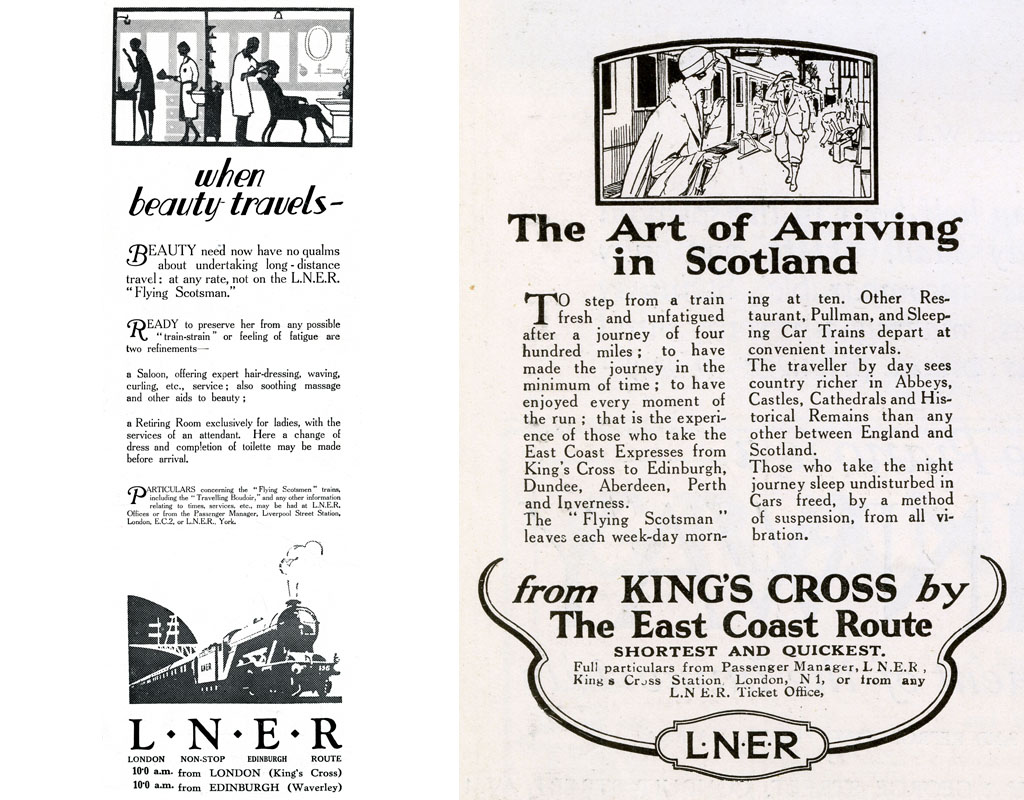 when
beauty travels-
BEAUTY need now have no qualms
about undertaking long-distance
travel: at any rate, not on the L.N.E.R.
"Flying Scotsman."
READY to preserve her from any possible
"train-strain" or feeling of fatigue are
two refinements—
a Saloon, offering expert hair-dressing, waving,
curling, etc., service; also soothing massage
and other aids to beauty;
a Retiring Room exclusively for ladies, with the
services of an attendant. Here a change of
dress and completion of toilette may be made
before arrival.
PARTICULARS concerning the "Flying Scotsmen" trains,
including the "Travelling Boudoir," and any other information
relating to times, services, etc., may be had at L.N.E.R.
Offices or from the Passenger Manager, Liverpool Street Station,
London, E.C.2, or L.N.E.R., York.
LNER
L·N·E·R
LONDON NON-STOP EDINBURGH ROUTE
10·0 a.m. from LONDON (King's Cross)
10·0 a.m. from EDINBURGH (Waverley)
The Art of Arriving
in Scotland
TO step from a train
fresh and unfatigued
after a journey of four
hundred miles; to have
made the journey in the
minimum of time; to have
enjoyed every moment of
the run; that is the experi-
ence of those who take the
East Coast Expresses from
King's Cross to Edinburgh,
Dundee, Aberdeen, Perth
and Inverness.
The "Flying Scotsman"
leaves each week-day morn-
ing at ten. Other Res-
taurant, Pullman, and Sleep-
ing Car Trains depart at
convenient intervals.
The traveller by day sees
country richer in Abbeys,
Castles, Cathedrals and His-
torical Remains than any
other between England and
Scotland.
Those who take the night
journey sleep undisturbed in
Cars freed, by a method
of suspension, from all vi-
bration.
from KING'S CROSS by
The East Coast Route
SHORTEST AND QUICKEST.
Full particulars from Passenger Manager, L.N.E.R.,
King's Cross Station, London, N 1, or from any
L.N.E.R. Ticket Office,
L·N·E·R